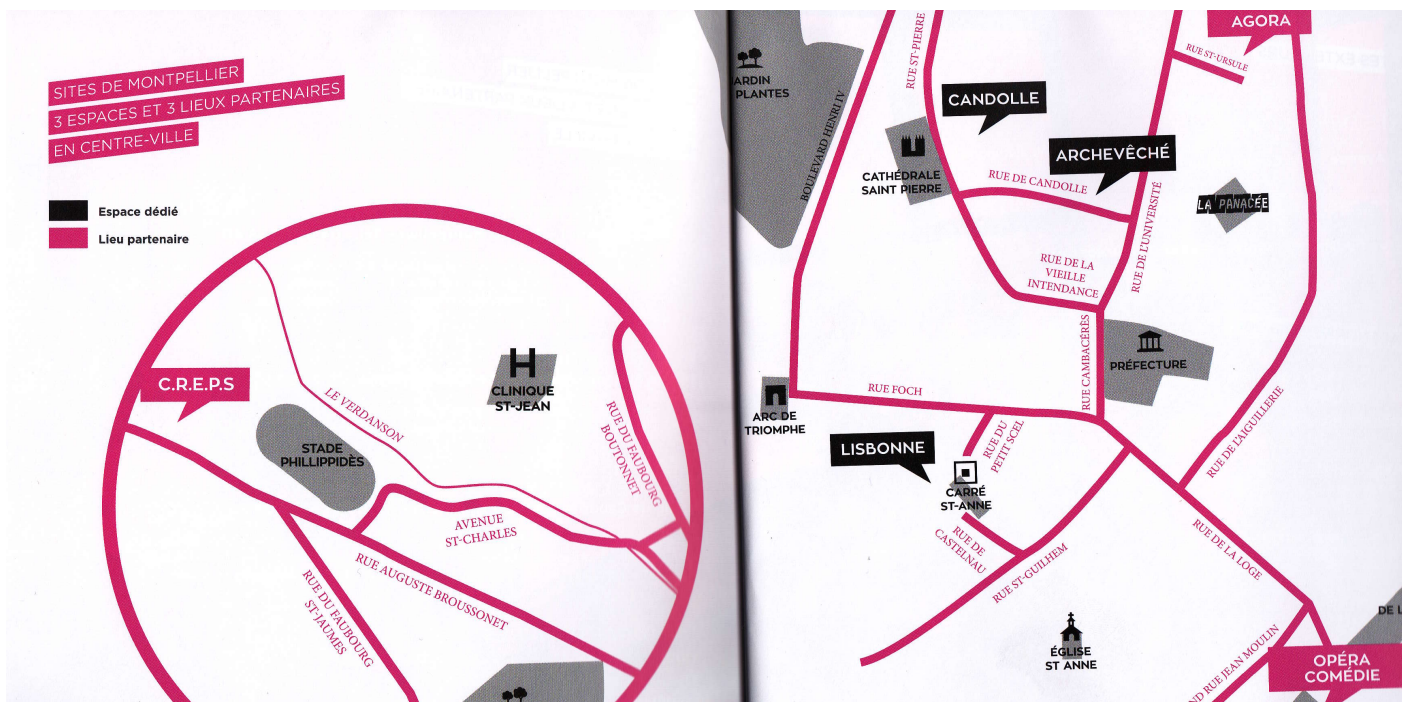 SITES DE MONTPELLIER
3 ESPACES ET 3 LIEUX PARTENAIRES
EN CENTRE-VILLE
Espace dédié
Lieu partenaire
C.R.E.P.S
LE VERDANSON
STADE
PHILLIPPIDÈS
CLINIQUE
ST-JEAN
RUE DU FAUBOURG
BOUTONNET
AVENUE
ST-CHARLES
RUE AUGUSTE BROUSSONET
RUE DU FAUBOURG
ST-JAUMES
JARDIN
PLANTES
BOULEVARD HENRI IV
RUE ST-PIERRE
CANDOLLE
CATHÉDRALE
SAINT PIERRE
ARCHEVÊCHÉ
RUE DE CANDOLLE
RUE DE L'UNIVERSITÉ
AGORA
RUE ST-URSULE
LA PANACÉE
RUE DE LA
VIEILLE
INTENDANCE
RUE CAMBACÉRÈS
PRÉFECTURE
RUE FOCH
ARC DE
TRIOMPHE
LISBONNE
RUE DU
PETIT SCEL
CARRÉ
ST-ANNE
RUE DE
CASTELNAU
RUE ST-GUILHEM
RUE DE L'AIGUILLERIE
RUE DE LA LOGE
ÉGLISE
ST ANNE
ND RUE JEAN MOULIN
DE L
OPÉRA
COMÉDIE